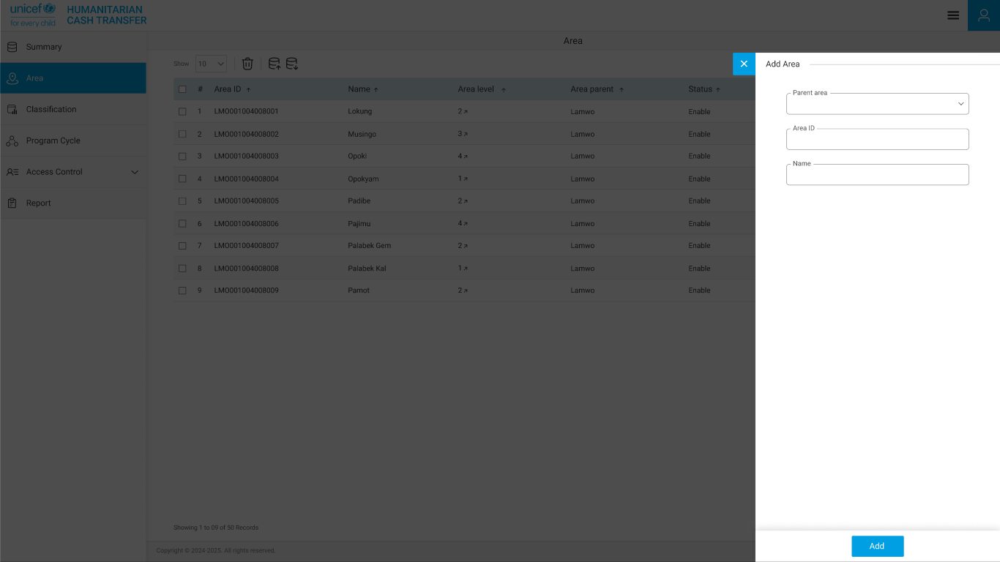 unicef
for every child
HUMANITARIAN
CASH TRANSFER
Summary
Area
Classification
Program Cycle
Access Control
Report
Area
Show 10
# Area ID Name Area level Area parent Status
1 LMO001004008001 Lokung 2 Lamwo Enable
2 LMO001004008002 Musingo 3 Lamwo Enable
3 LMO001004008003 Opoki 4 Lamwo Enable
4 LMO001004008004 Opokyam 1 Lamwo Enable
5 LMO001004008005 Padibe 2 Lamwo Enable
6 LMO001004008006 Pajimu 4 Lamwo Enable
7 LMO001004008007 Palabek Gem 2 Lamwo Enable
8 LMO001004008008 Palabek Kal 1 Lamwo Enable
9 LMO001004008009 Pamot 2 Lamwo Enable
Showing 1 to 09 of 50 Records
Copyright © 2024-2025. All rights reserved.
Add Area
Parent area
Area ID
Name
Add